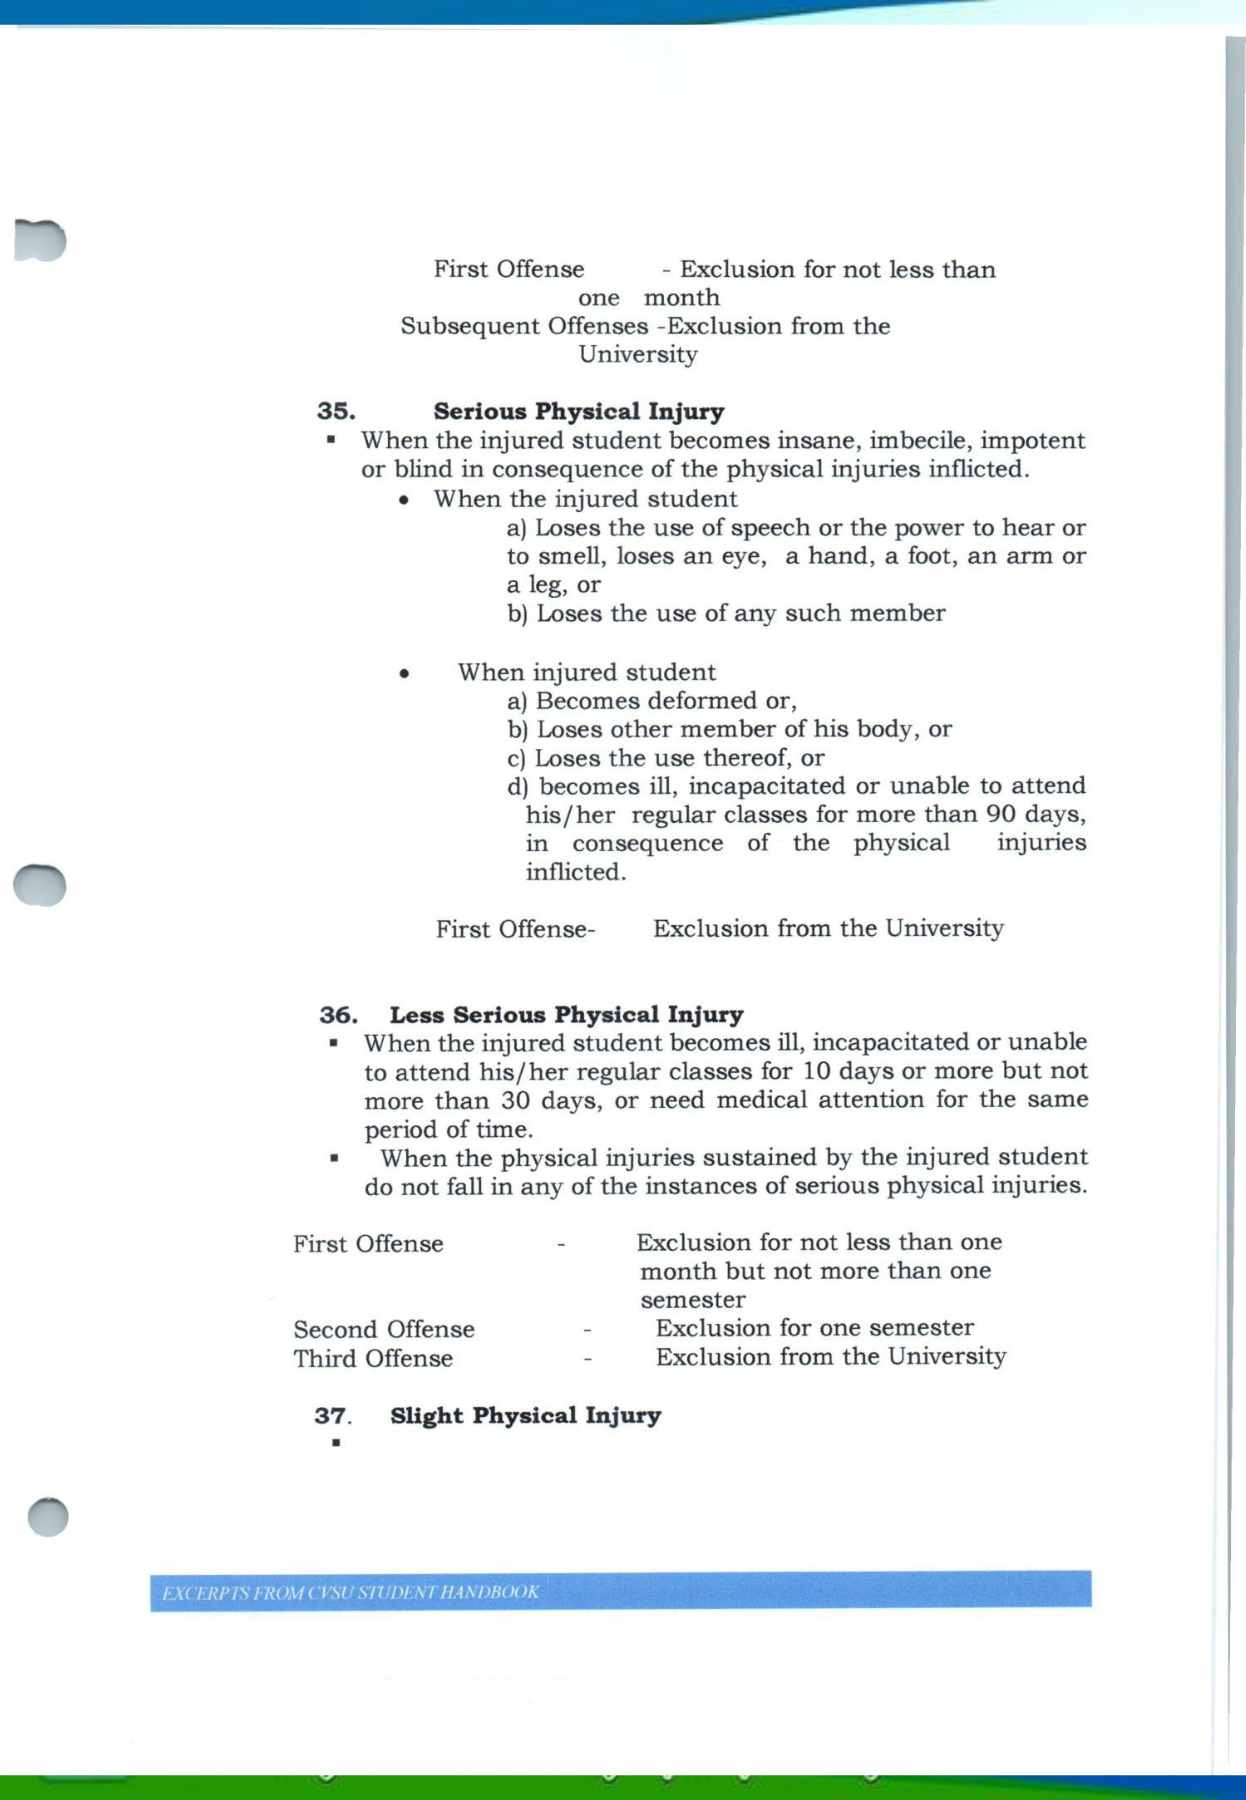 First Offense - Exclusion for not less than
one month
Subsequent Offenses -Exclusion from the
University
35. Serious Physical Injury
▪ When the injured student becomes insane, imbecile, impotent
or blind in consequence of the physical injuries inflicted.
• When the injured student
a) Loses the use of speech or the power to hear or
to smell, loses an eye, a hand, a foot, an arm or
a leg, or
b) Loses the use of any such member
• When injured student
a) Becomes deformed or,
b) Loses other member of his body, or
c) Loses the use thereof, or
d) becomes ill, incapacitated or unable to attend
his/her regular classes for more than 90 days,
in consequence of the physical injuries
inflicted.
First Offense- Exclusion from the University
36. Less Serious Physical Injury
▪ When the injured student becomes ill, incapacitated or unable
to attend his/her regular classes for 10 days or more but not
more than 30 days, or need medical attention for the same
period of time.
▪ When the physical injuries sustained by the injured student
do not fall in any of the instances of serious physical injuries.
First Offense - Exclusion for not less than one
month but not more than one
semester
Second Offense - Exclusion for one semester
Third Offense - Exclusion from the University
37. Slight Physical Injury
▪
EXCERPTS FROM CVSU STUDENT HANDBOOK